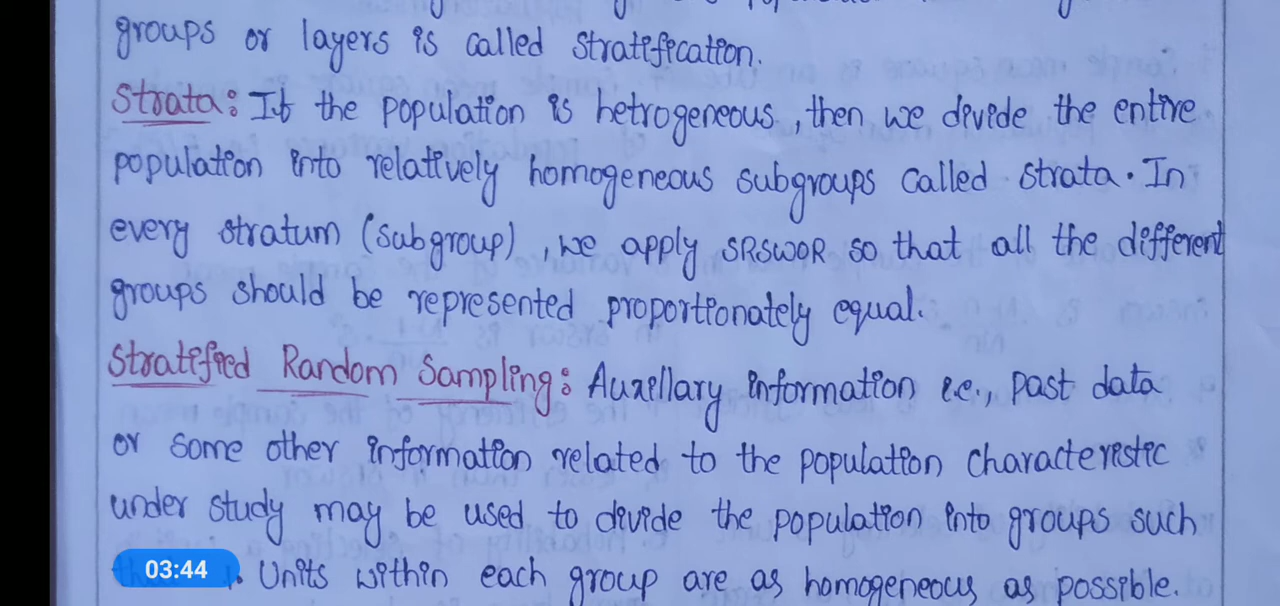 groups or layers is called stratification.
Strata: If the population is hetrogeneous, then we divide the entire
population into relatively homogeneous subgroups called strata. In
every stratum (subgroup), we apply SRSWOR so that all the different
groups should be represented proportionately equal.
Stratified Random Sampling: Auxillary information i.e., past data
or some other information related to the population characteristic
under study may be used to divide the population into groups such
03:44 1. Units within each group are as homogeneous as possible.